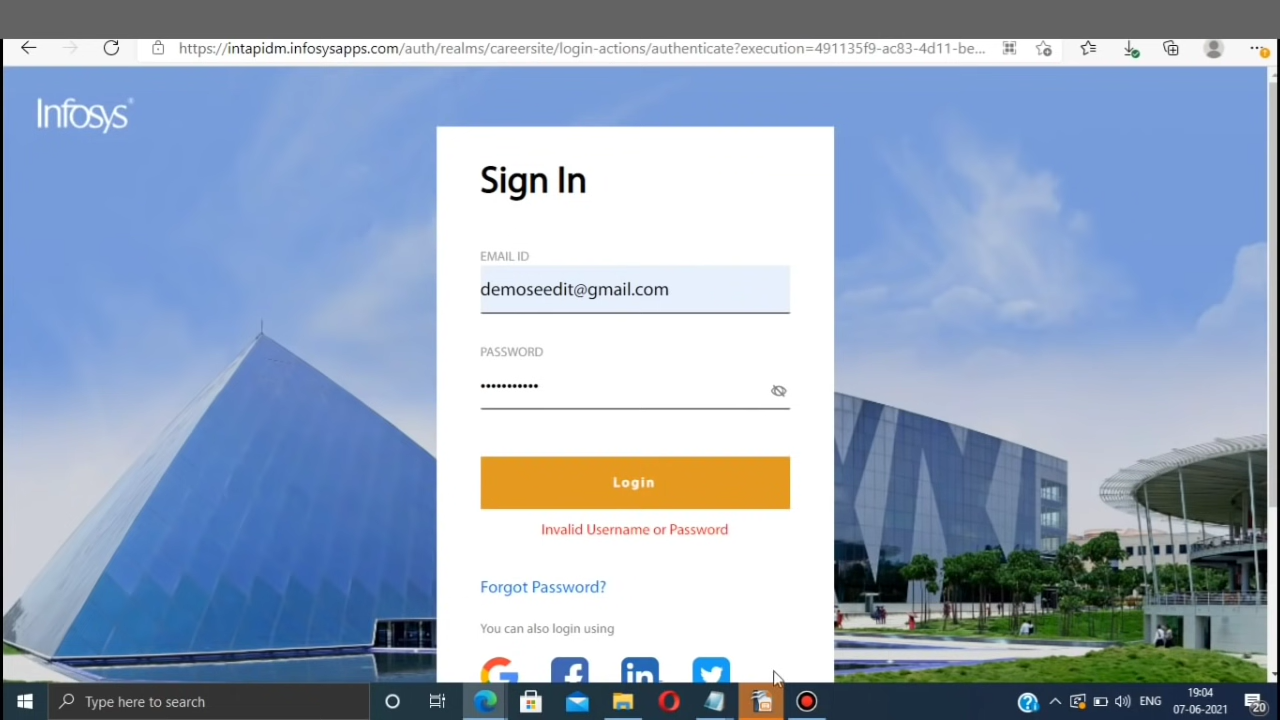 https://intapidm.infosysapps.com/auth/realms/careersite/login-actions/authenticate?execution=491135f9-ac83-4d11-be...
Infosys®
Sign In
EMAIL ID
demoseedit@gmail.com
PASSWORD
•••••••••••
Login
Invalid Username or Password
Forgot Password?
You can also login using
Type here to search
ENG
19:04
07-06-2021
20